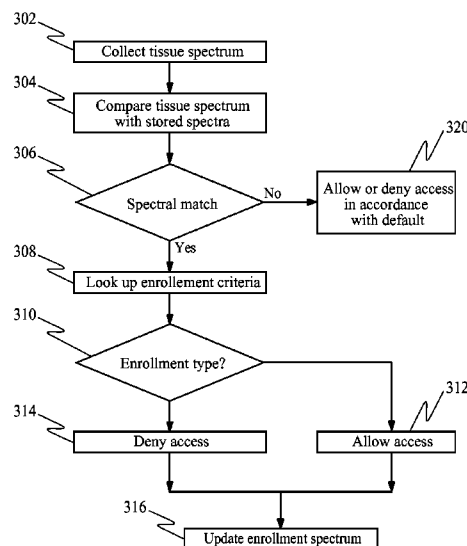 302
Collect tissue spectrum
304
Compare tissue spectrum
with stored spectra
306
Spectral match
No
320
Allow or deny access
in accordance
with default
Yes
308
Look up enrollement criteria
310
Enrollment type?
314
Deny access
312
Allow access
316
Update enrollment spectrum